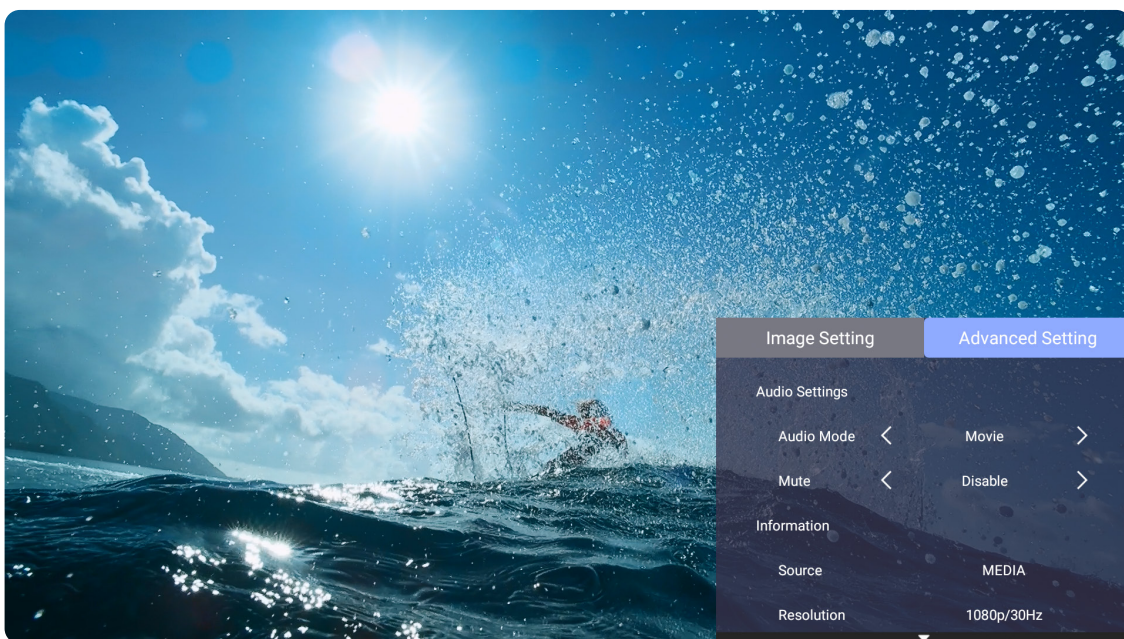 Image Setting Advanced Setting
Audio Settings
Audio Mode Movie
Mute Disable
Information
Source MEDIA
Resolution 1080p/30Hz